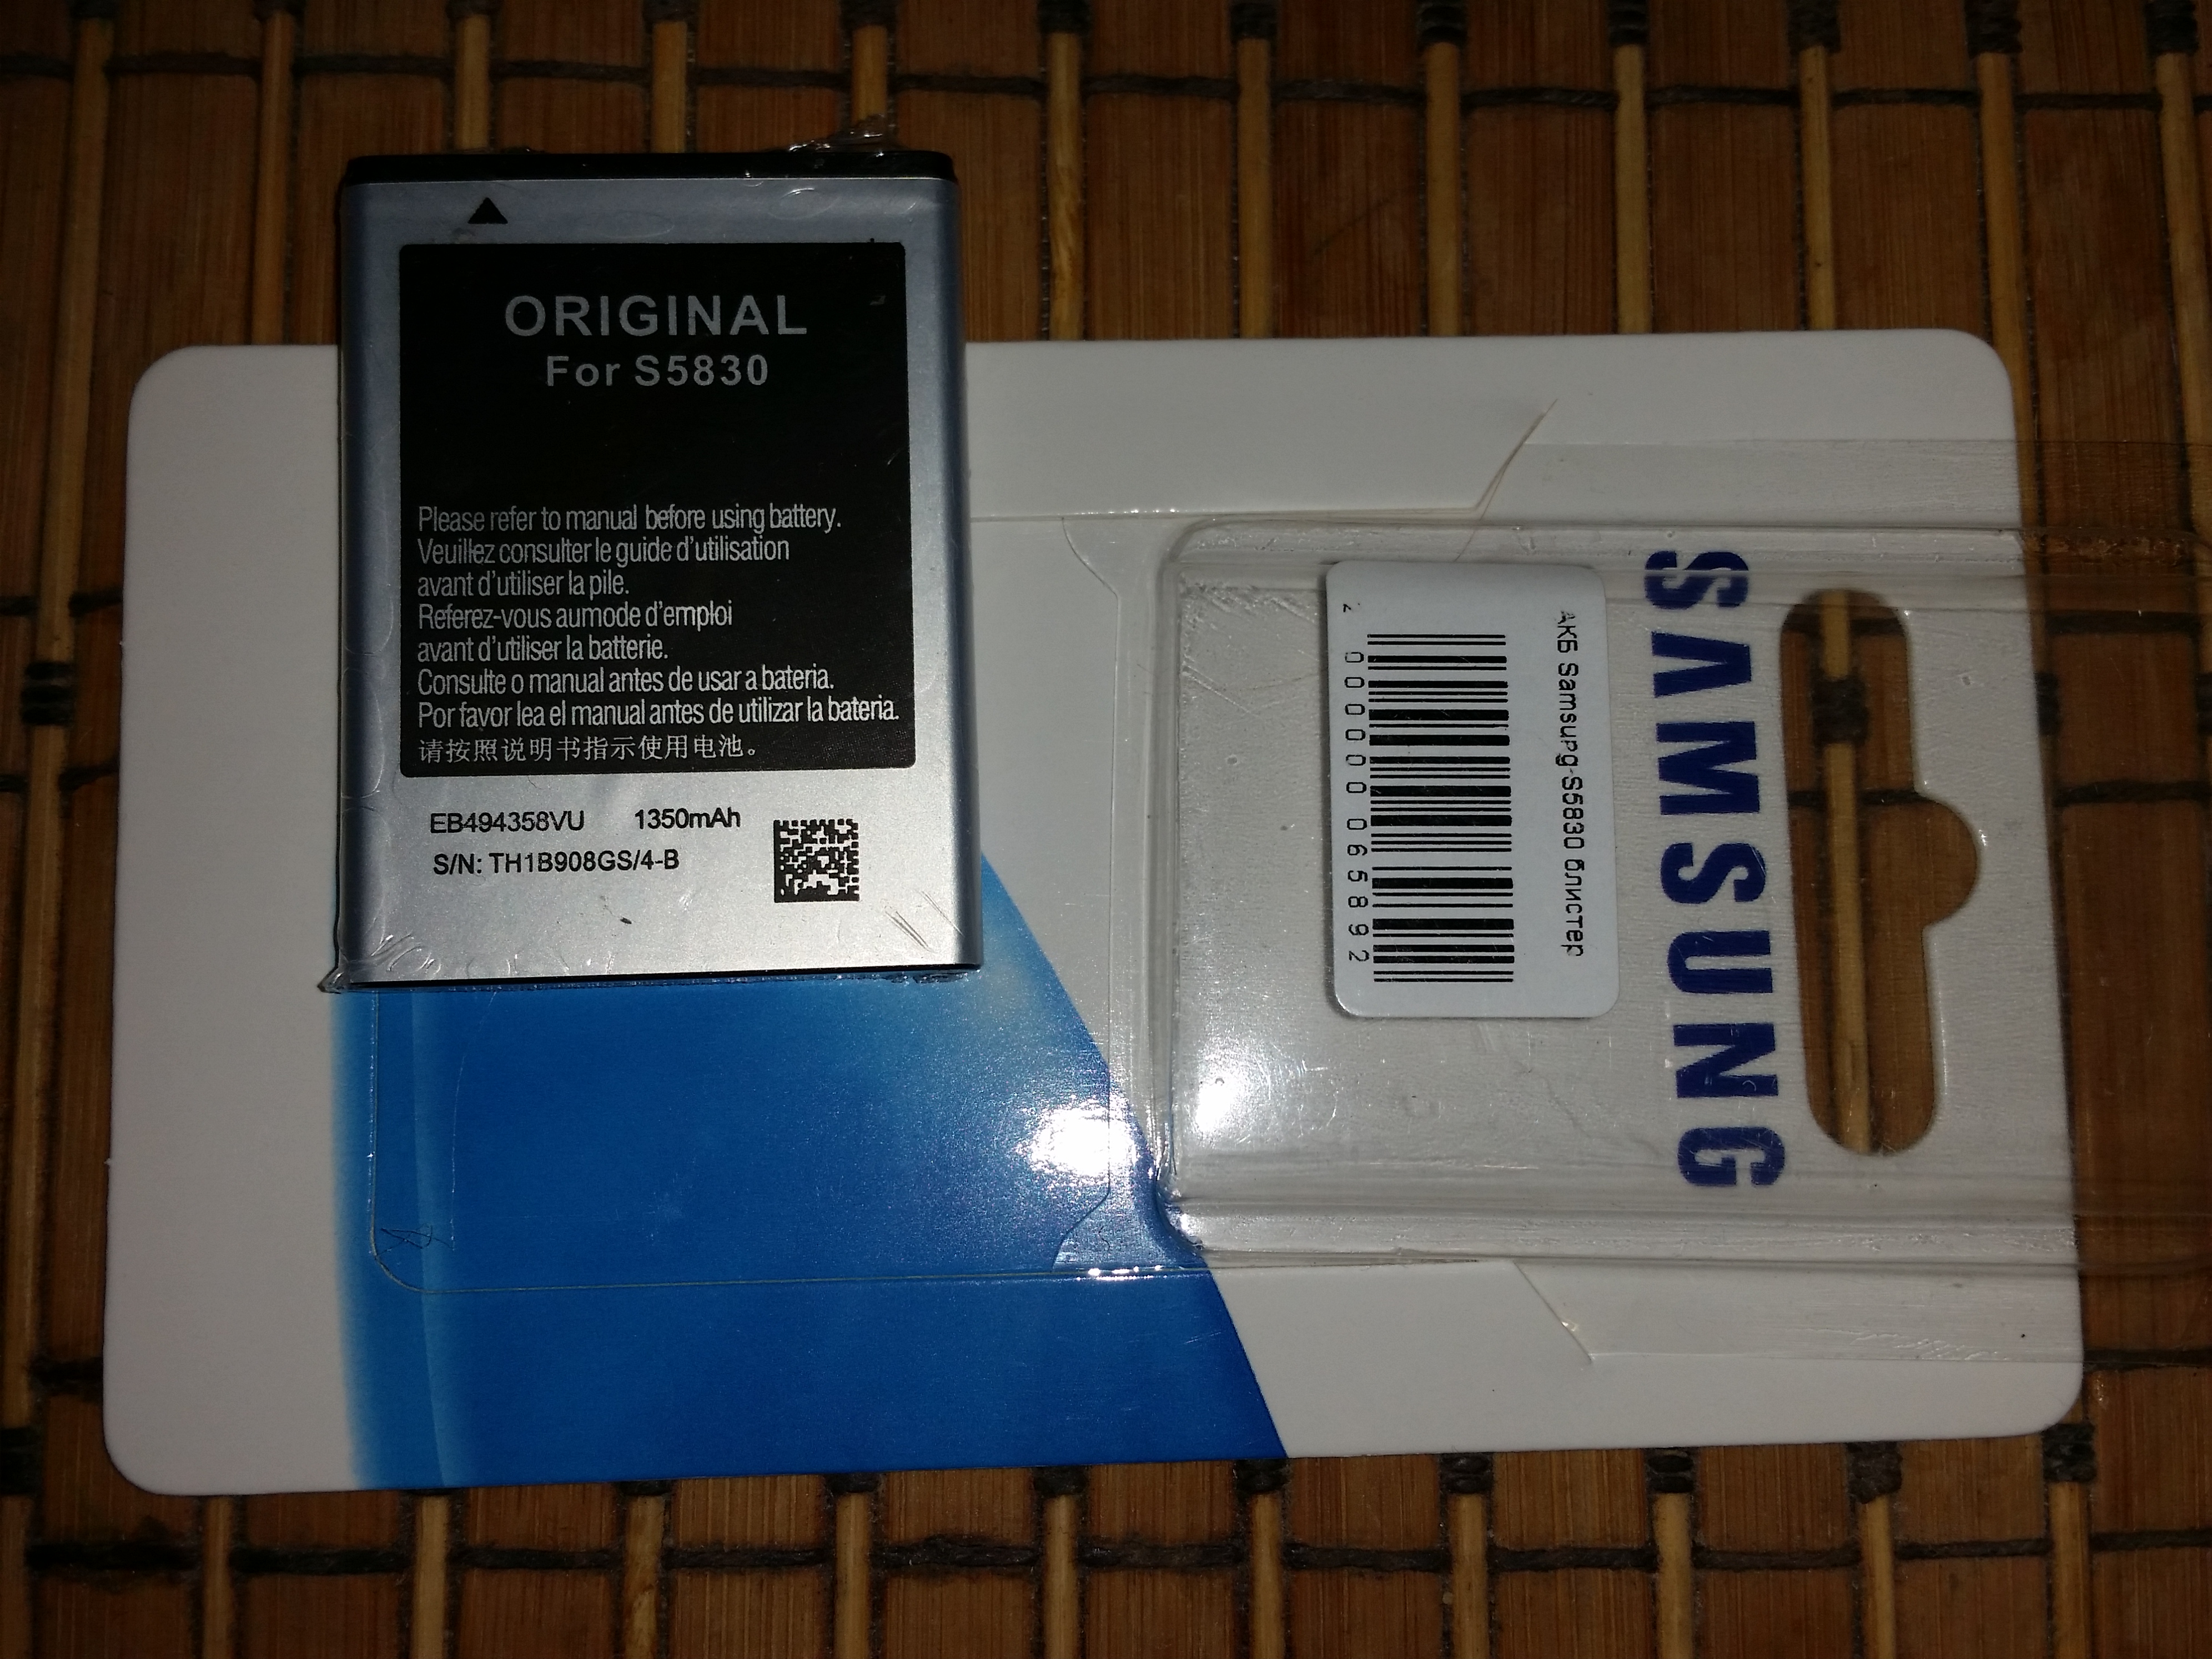 ORIGINAL
For S5830
Please refer to manual before using battery.
Veuillez consulter le guide d'utilisation
avant d'utiliser la pile.
Referez-vous aumode d'emploi
avant d'utiliser la batterie.
Consulte o manual antes de usar a bateria.
Por favor lea el manual antes de utilizar la bateria.
请按照说明书指示使用电池。
EB494358VU 1350mAh
S/N: TH1B908GS/4-B
SAMSUNG
АКБ Samsung-S5830 блистер
2 000000 065892